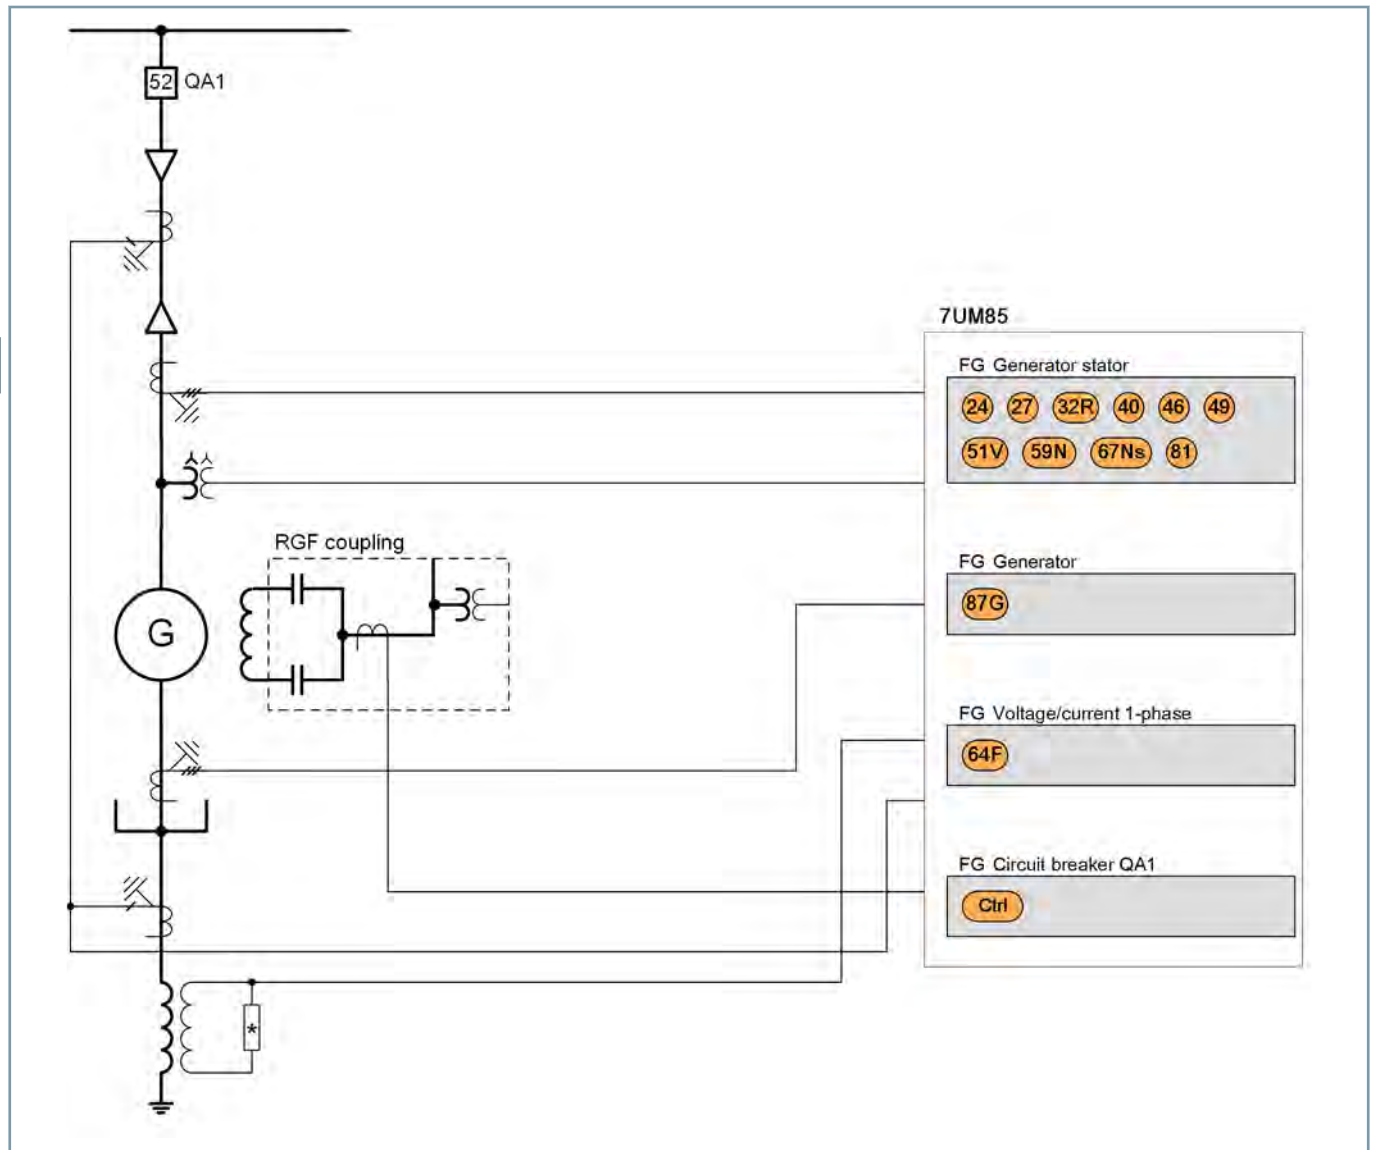 52 QA1
7UM85
FG Generator stator
24 27 32R 40 46 49
51V 59N 67Ns 81
RGF coupling
FG Generator
87G
G
FG Voltage/current 1-phase
64F
FG Circuit breaker QA1
Ctrl
*